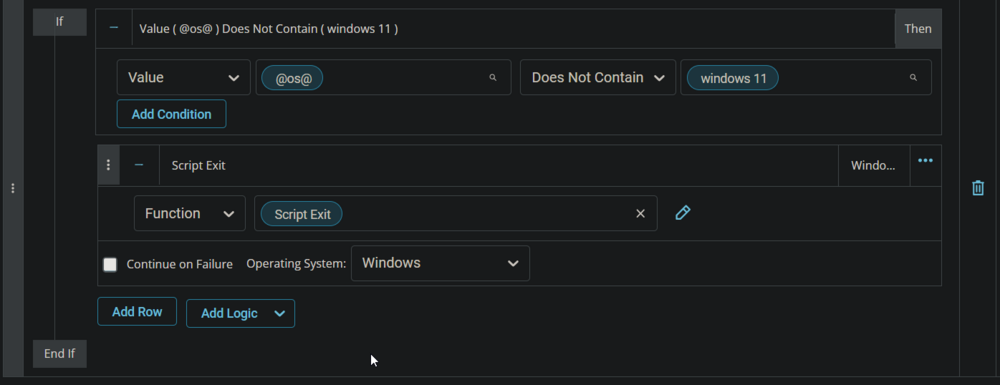 If
Value ( @os@ ) Does Not Contain ( windows 11 )
Then
Value
@os@
Does Not Contain
windows 11
Add Condition
Script Exit
Windo...
Function
Script Exit
Continue on Failure
Operating System:
Windows
Add Row
Add Logic
End If